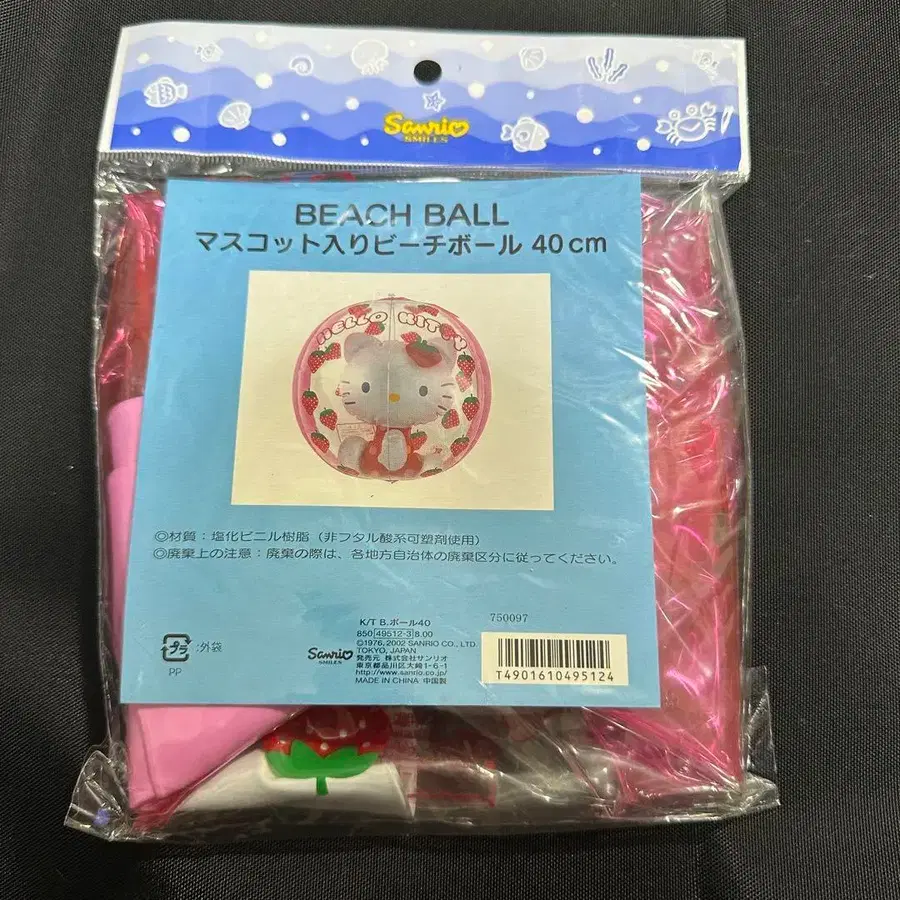 Sanrio
SMILES
BEACH BALL
マスコット入りビーチボール 40cm
HELLO KITTY
◎材質：塩化ビニル樹脂（非フタル酸系可塑剤使用）
◎廃棄上の注意：廃棄の際は、各地方自治体の廃棄区分に従ってください。
K/T B.ボール40
750097
850 49512-3 8.00
©1976, 2002 SANRIO CO., LTD.
TOKYO, JAPAN
発売元 株式会社サンリオ
東京都品川区大崎1-6-1
http://www.sanrio.co.jp/
MADE IN CHINA 中国製
プラ
:外袋
PP
Sanrio
SMILES
T4901610495124